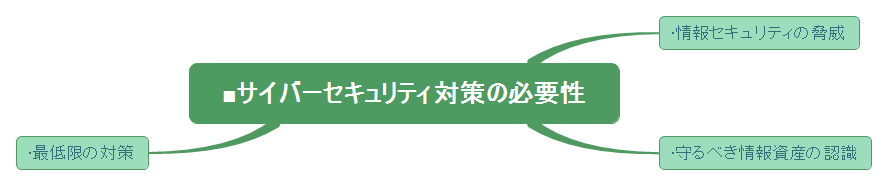 ・情報セキュリティの脅威
■サイバーセキュリティ対策の必要性
・最低限の対策
・守るべき情報資産の認識